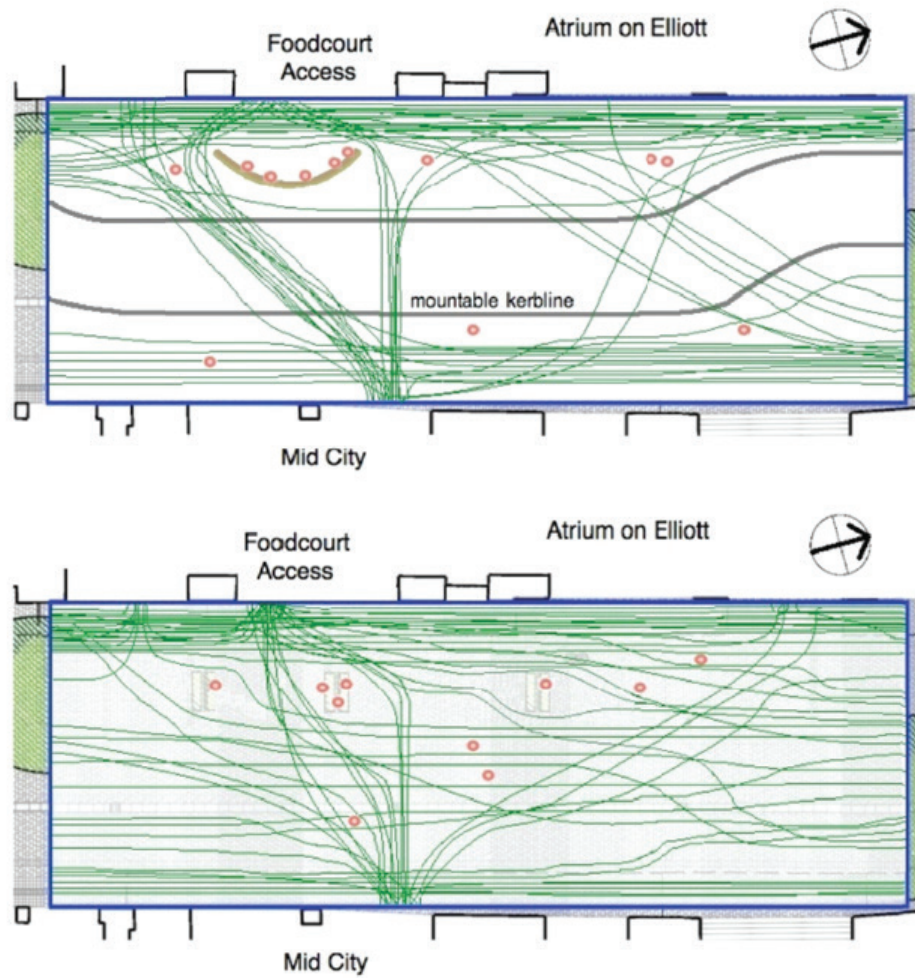 Atrium on Elliott
Foodcourt
Access
mountable kerbline
Mid City
Atrium on Elliott
Foodcourt
Access
Mid City